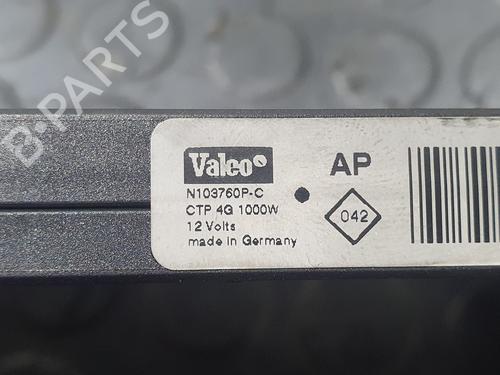 B-PARTS
Valeo
AP
N103760P-C
CTP 4G 1000W
12 Volts
made in Germany
042